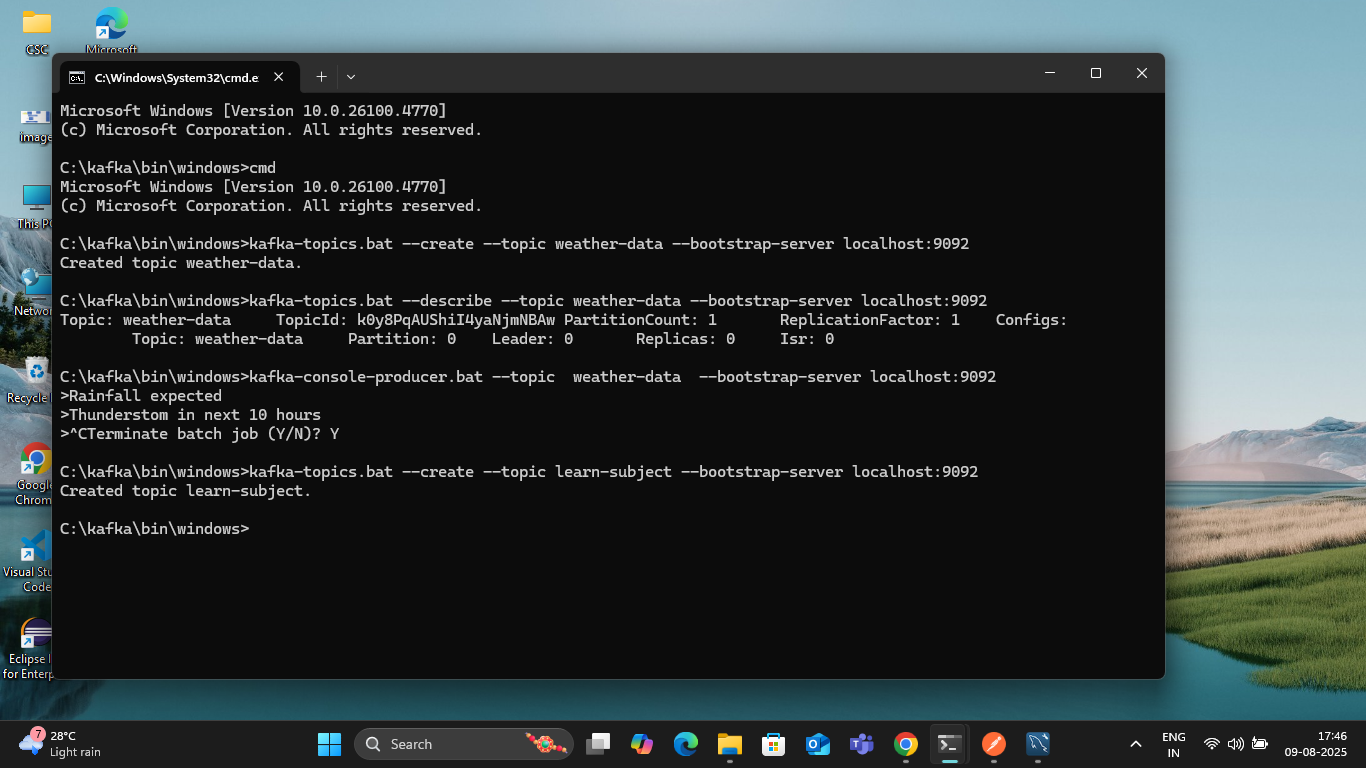 CSC
Microsoft
image
This PC
Networ
Recycle
Google
Chrom
Visual Stu
Code
Eclipse I
for Enterp
C:\Windows\System32\cmd.e
Microsoft Windows [Version 10.0.26100.4770]
(c) Microsoft Corporation. All rights reserved.
C:\kafka\bin\windows>cmd
Microsoft Windows [Version 10.0.26100.4770]
(c) Microsoft Corporation. All rights reserved.
C:\kafka\bin\windows>kafka-topics.bat --create --topic weather-data --bootstrap-server localhost:9092
Created topic weather-data.
C:\kafka\bin\windows>kafka-topics.bat --describe --topic weather-data --bootstrap-server localhost:9092
Topic: weather-data TopicId: k0y8PqAUShiI4yaNjmNBAw PartitionCount: 1 ReplicationFactor: 1 Configs:
Topic: weather-data Partition: 0 Leader: 0 Replicas: 0 Isr: 0
C:\kafka\bin\windows>kafka-console-producer.bat --topic  weather-data  --bootstrap-server localhost:9092
>Rainfall expected
>Thunderstom in next 10 hours
>^CTerminate batch job (Y/N)? Y
C:\kafka\bin\windows>kafka-topics.bat --create --topic learn-subject --bootstrap-server localhost:9092
Created topic learn-subject.
C:\kafka\bin\windows>
7
28°C
Light rain
Search
ENG
IN
17:46
09-08-2025